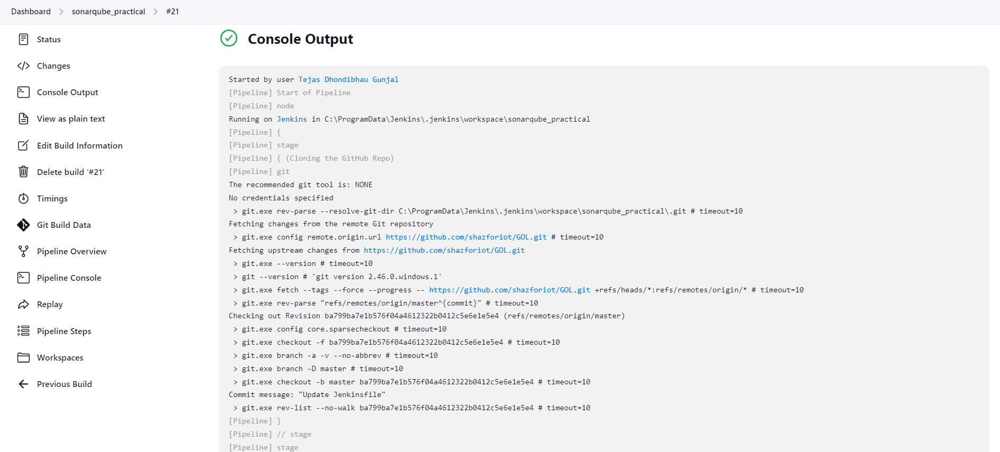 Dashboard > sonarqube_practical > #21
Status
Changes
Console Output
View as plain text
Edit Build Information
Delete build ‘#21’
Timings
Git Build Data
Pipeline Overview
Pipeline Console
Replay
Pipeline Steps
Workspaces
Previous Build
Console Output
Started by user Tejas Dhondibhau Gunjal
[Pipeline] Start of Pipeline
[Pipeline] node
Running on Jenkins in C:\ProgramData\Jenkins\.jenkins\workspace\sonarqube_practical
[Pipeline] {
[Pipeline] stage
[Pipeline] { (Cloning the GitHub Repo)
[Pipeline] git
The recommended git tool is: NONE
No credentials specified
 > git.exe rev-parse --resolve-git-dir C:\ProgramData\Jenkins\.jenkins\workspace\sonarqube_practical\.git # timeout=10
Fetching changes from the remote Git repository
 > git.exe config remote.origin.url https://github.com/shazforiot/GOL.git # timeout=10
Fetching upstream changes from https://github.com/shazforiot/GOL.git
 > git.exe --version # timeout=10
 > git --version # 'git version 2.46.0.windows.1'
 > git.exe fetch --tags --force --progress -- https://github.com/shazforiot/GOL.git +refs/heads/*:refs/remotes/origin/* # timeout=10
 > git.exe rev-parse "refs/remotes/origin/master^{commit}" # timeout=10
Checking out Revision ba799ba7e1b576f04a4612322b0412c5e6e1e5e4 (refs/remotes/origin/master)
 > git.exe config core.sparsecheckout # timeout=10
 > git.exe checkout -f ba799ba7e1b576f04a4612322b0412c5e6e1e5e4 # timeout=10
 > git.exe branch -a -v --no-abbrev # timeout=10
 > git.exe branch -D master # timeout=10
 > git.exe checkout -b master ba799ba7e1b576f04a4612322b0412c5e6e1e5e4 # timeout=10
Commit message: "Update Jenkinsfile"
 > git.exe rev-list --no-walk ba799ba7e1b576f04a4612322b0412c5e6e1e5e4 # timeout=10
[Pipeline] }
[Pipeline] // stage
[Pipeline] stage